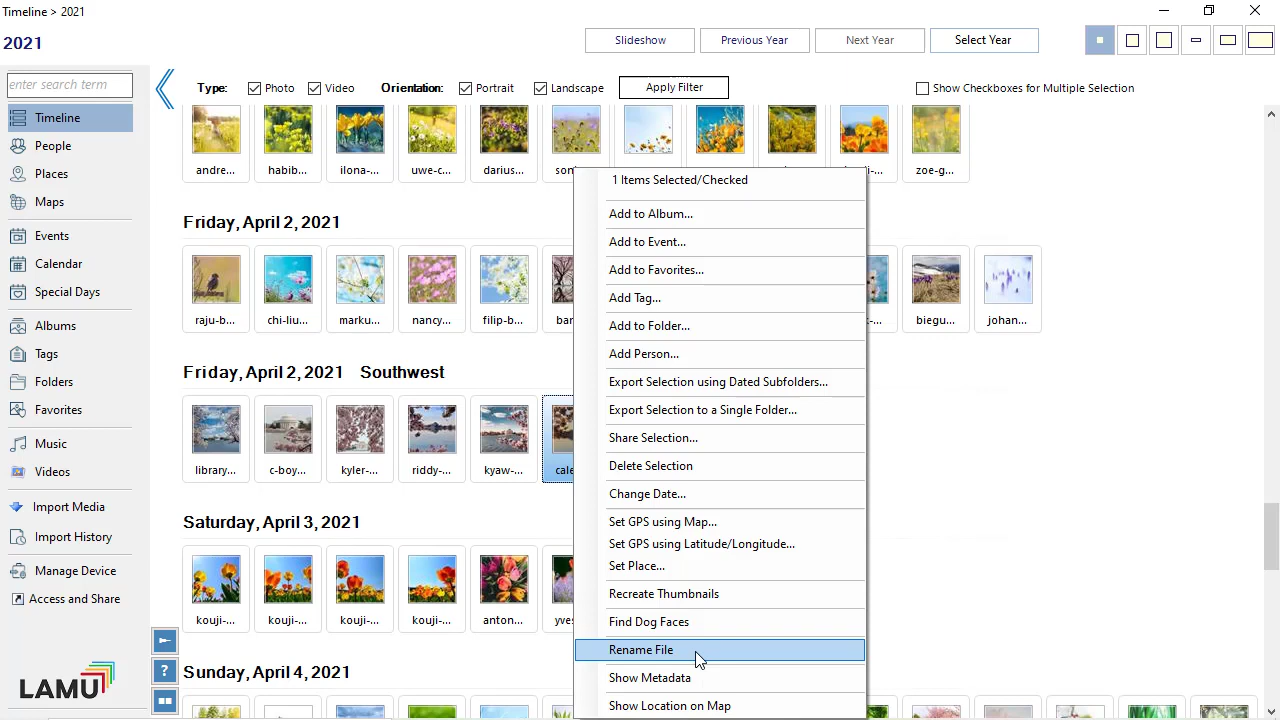 Timeline > 2021
2021
Slideshow
Previous Year
Next Year
Select Year
enter search term
Type:
Photo
Video
Orientation:
Portrait
Landscape
Apply Filter
Show Checkboxes for Multiple Selection
Timeline
People
Places
Maps
Events
Calendar
Special Days
Albums
Tags
Folders
Favorites
Music
Videos
Import Media
Import History
Manage Device
Access and Share
LAMU
?
andre...
habib...
ilona-...
uwe-c...
darius...
zoe-g...
Friday, April 2, 2021
raju-b...
chi-liu...
marku...
nancy...
filip-b...
biegu...
johan...
Friday, April 2, 2021 Southwest
library...
c-boy...
kyler-...
riddy-...
kyaw-...
Saturday, April 3, 2021
kouji-...
kouji-...
kouji-...
kouji-...
anton...
Sunday, April 4, 2021
1 Items Selected/Checked
Add to Album...
Add to Event...
Add to Favorites...
Add Tag...
Add to Folder...
Add Person...
Export Selection using Dated Subfolders...
Export Selection to a Single Folder...
Share Selection...
Delete Selection
Change Date...
Set GPS using Map...
Set GPS using Latitude/Longitude...
Set Place...
Recreate Thumbnails
Find Dog Faces
Rename File
Show Metadata
Show Location on Map